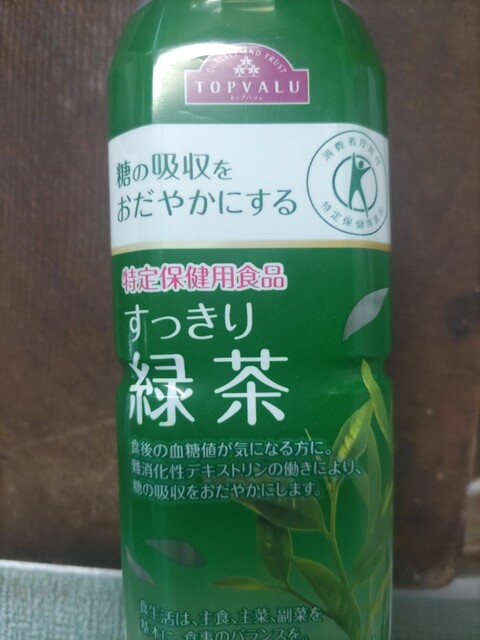 QUALITY AND TRUST
TOPVALU
トップバリュ
糖の吸収を
おだやかにする
消費者庁許可
特定保健用食品
特定保健用食品
すっきり
緑茶
食後の血糖値が気になる方に。
難消化性デキストリンの働きにより、
糖の吸収をおだやかにします。
食生活は、主食、主菜、副菜を
基本に、食事のバランスを。